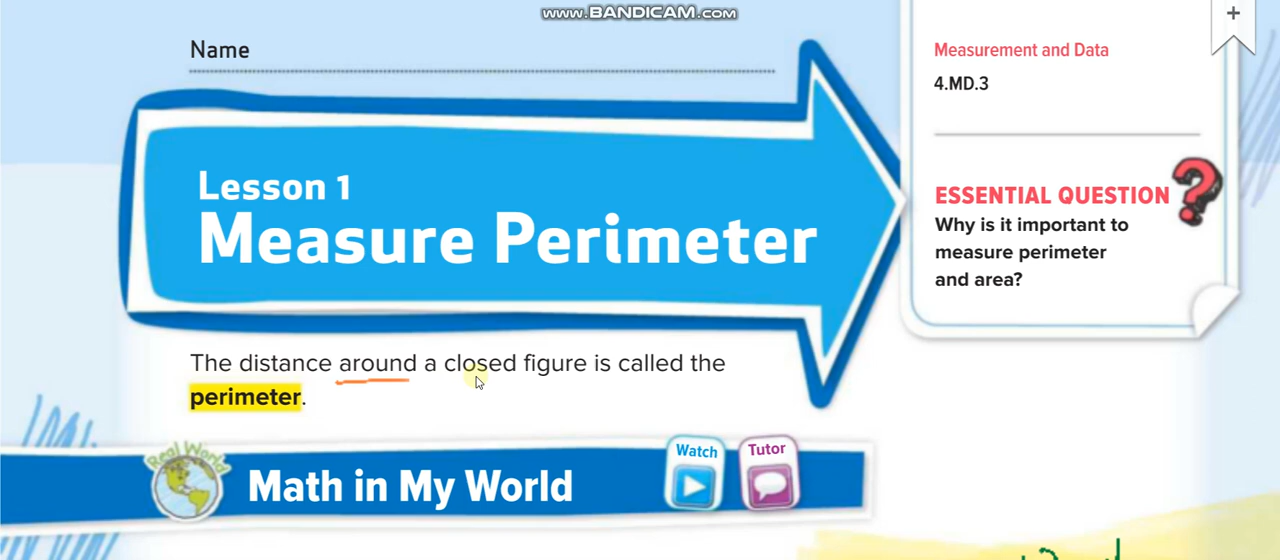 www.BANDICAM.com
Name
Measurement and Data
4.MD.3
Lesson 1
Measure Perimeter
ESSENTIAL QUESTION
Why is it important to
measure perimeter
and area?
The distance around a closed figure is called the
perimeter.
Real World
Math in My World
Watch
Tutor